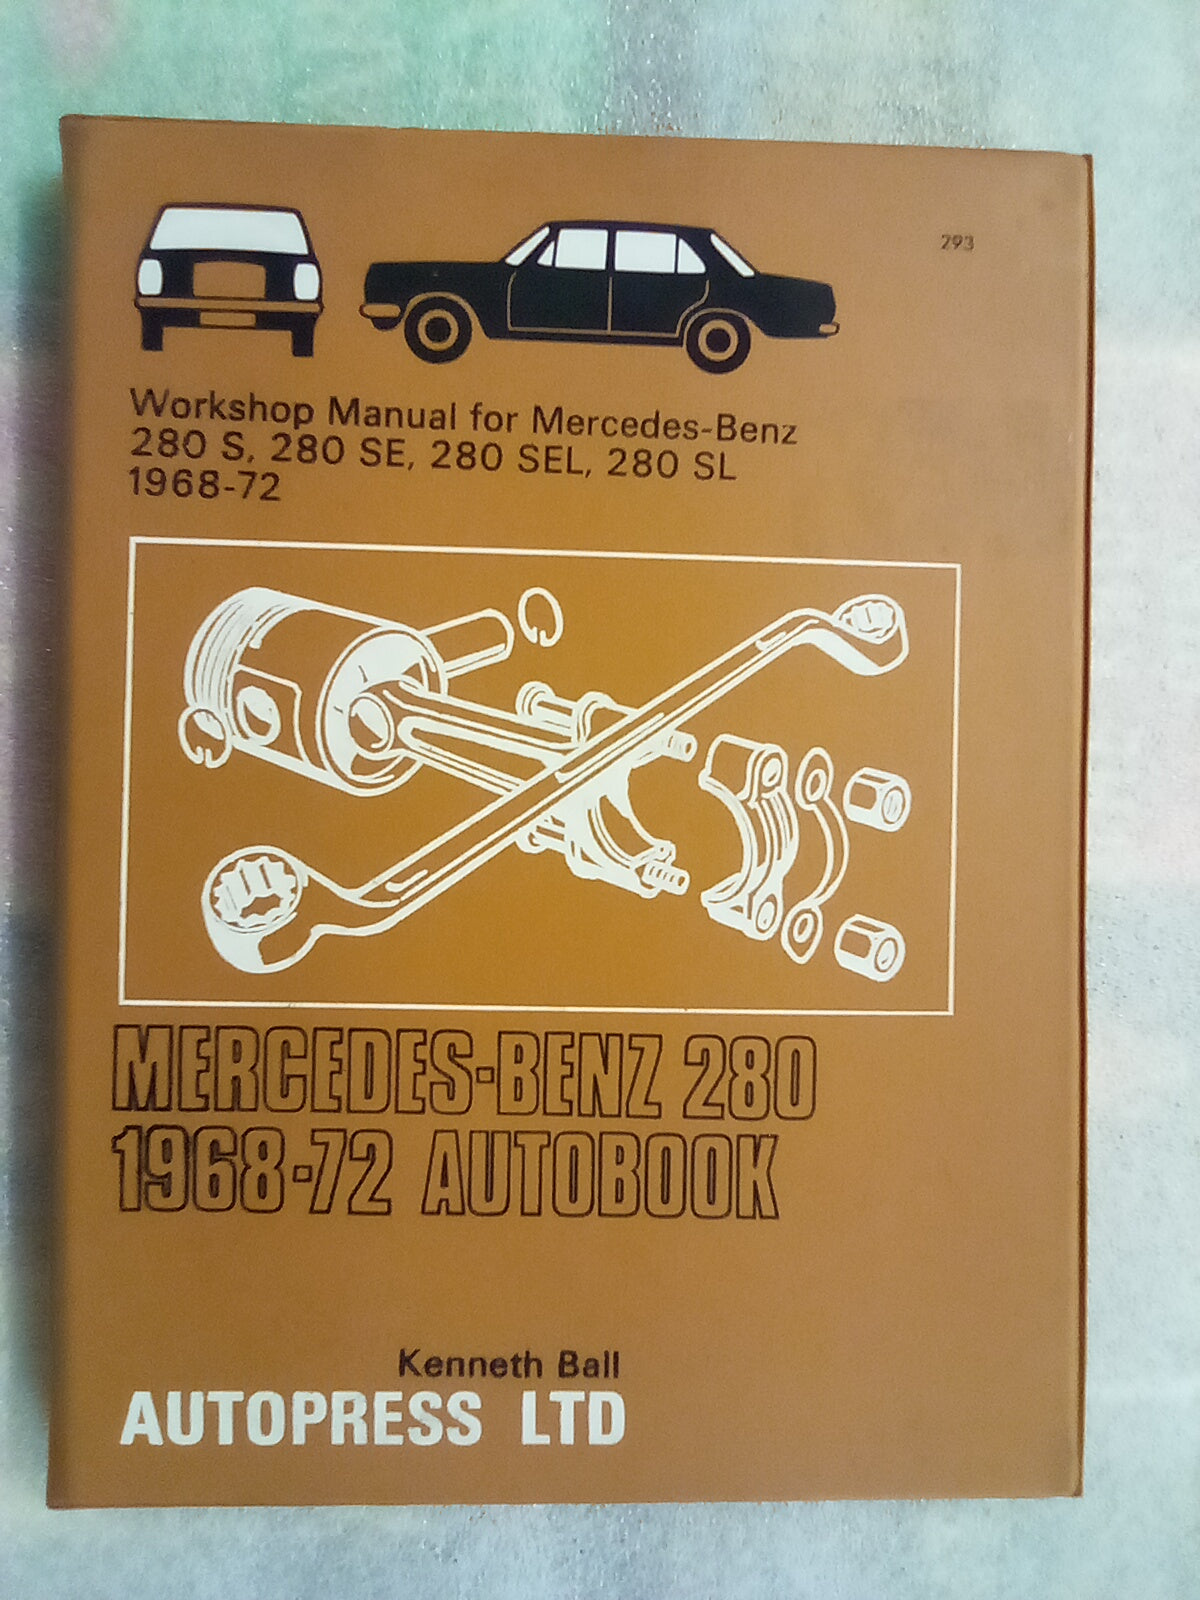 293
Workshop Manual for Mercedes-Benz
280 S, 280 SE, 280 SEL, 280 SL
1968-72
MERCEDES-BENZ 280
1968-72 AUTOBOOK
Kenneth Ball
AUTOPRESS LTD